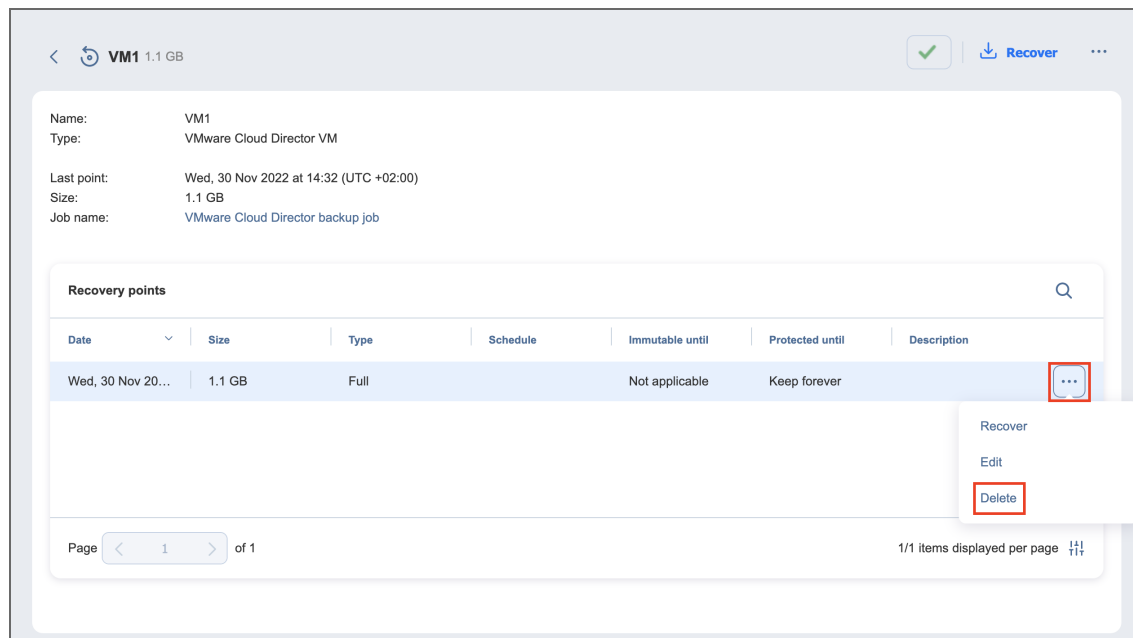 VM1 1.1 GB
Recover
Name: VM1
Type: VMware Cloud Director VM
Last point: Wed, 30 Nov 2022 at 14:32 (UTC +02:00)
Size: 1.1 GB
Job name: VMware Cloud Director backup job
Recovery points
Date Size Type Schedule Immutable until Protected until Description
Wed, 30 Nov 20... 1.1 GB Full Not applicable Keep forever
Recover
Edit
Delete
Page 1 of 1
1/1 items displayed per page